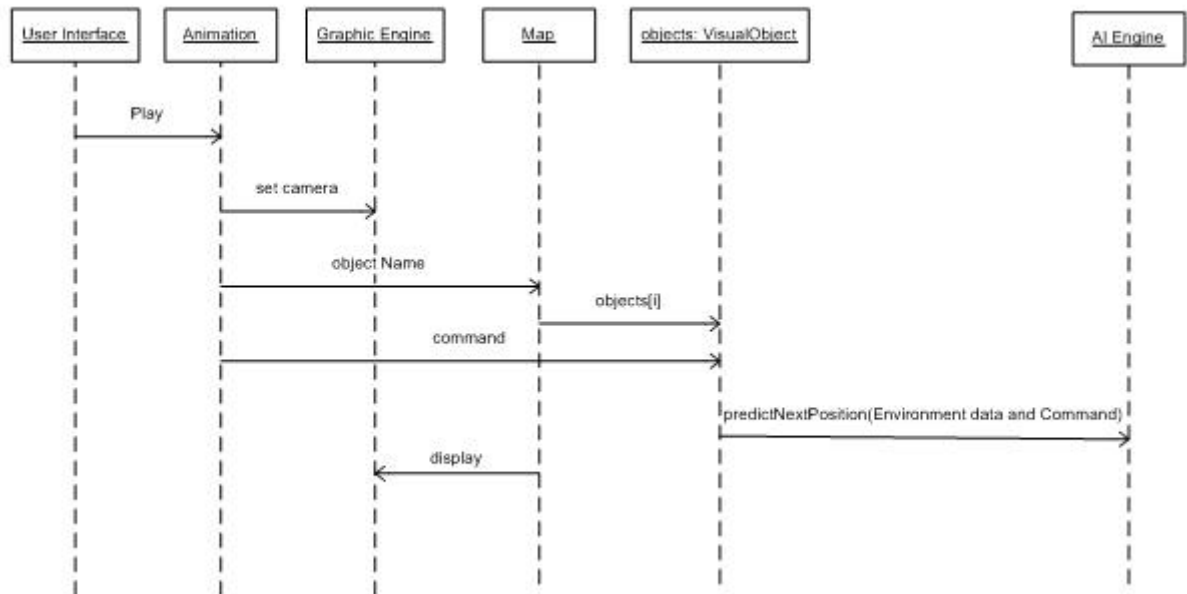 User Interface
Animation
Graphic Engine
Map
objects: VisualObject
AI Engine
Play
set camera
object Name
objects[i]
command
predictNextPosition(Environment data and Command)
display